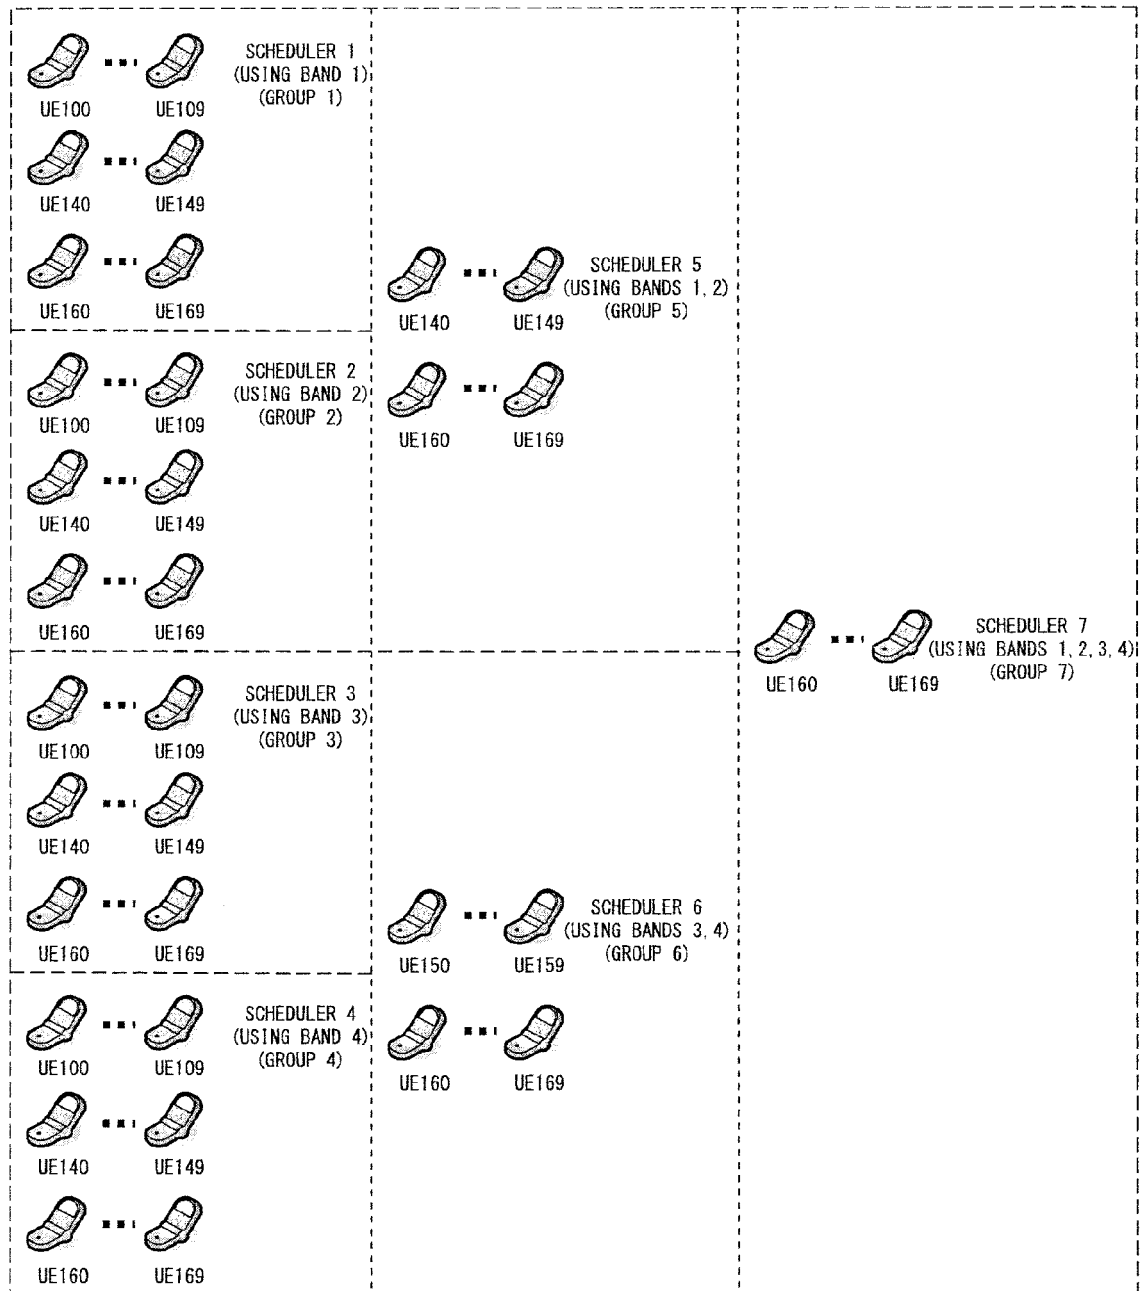 SCHEDULER 1
(USING BAND 1)
(GROUP 1)
UE100 UE109
UE140 UE149
UE160 UE169
SCHEDULER 2
(USING BAND 2)
(GROUP 2)
UE100 UE109
UE140 UE149
UE160 UE169
SCHEDULER 3
(USING BAND 3)
(GROUP 3)
UE100 UE109
UE140 UE149
UE160 UE169
SCHEDULER 4
(USING BAND 4)
(GROUP 4)
UE100 UE109
UE140 UE149
UE160 UE169
SCHEDULER 5
(USING BANDS 1,2)
(GROUP 5)
UE140 UE149
UE160 UE169
SCHEDULER 6
(USING BANDS 3,4)
(GROUP 6)
UE150 UE159
UE160 UE169
SCHEDULER 7
(USING BANDS 1,2,3,4)
(GROUP 7)
UE160 UE169